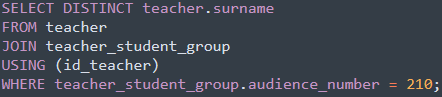 SELECT DISTINCT teacher.surname
FROM teacher
JOIN teacher_student_group
USING (id_teacher)
WHERE teacher_student_group.audience_number = 210;